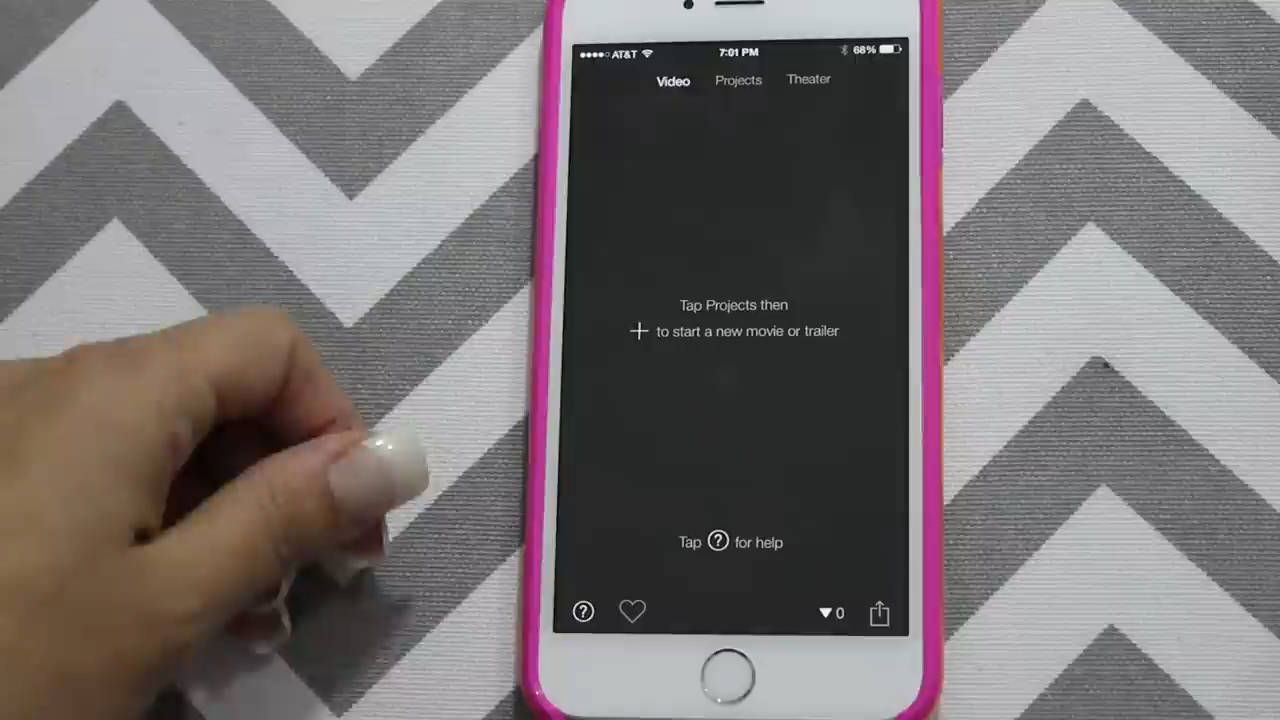 AT&T 7:01 PM 68%
Video Projects Theater
Tap Projects then
+ to start a new movie or trailer
Tap ? for help
? 0